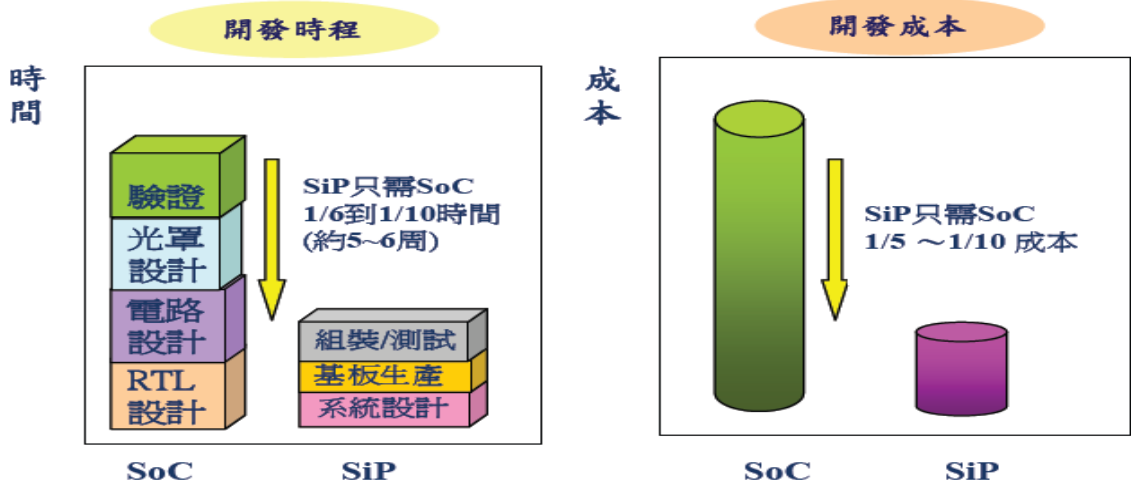 開發時程
時間
驗證
光罩
設計
電路
設計
RTL
設計
SiP只需SoC
1/6到1/10時間
(約5~6周)
組裝/測試
基板生產
系統設計
SoC
SiP
開發成本
成本
SiP只需SoC
1/5 ～1/10 成本
SoC
SiP